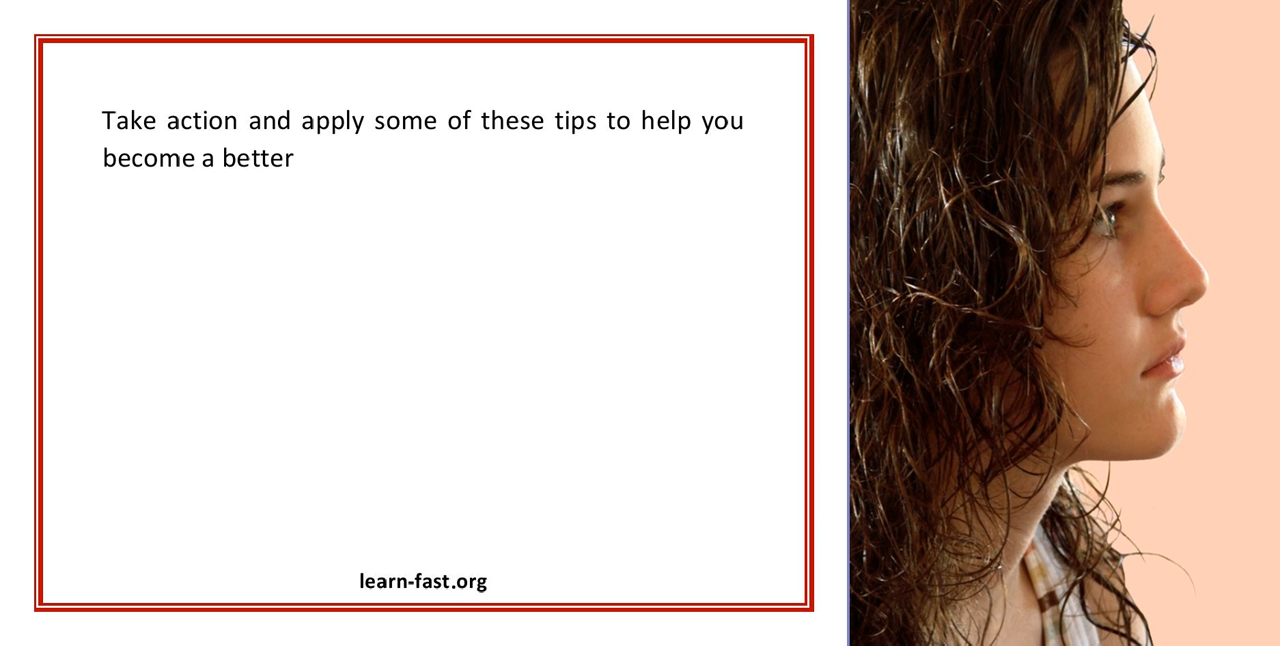 Take action and apply some of these tips to help you
become a better
learn-fast.org